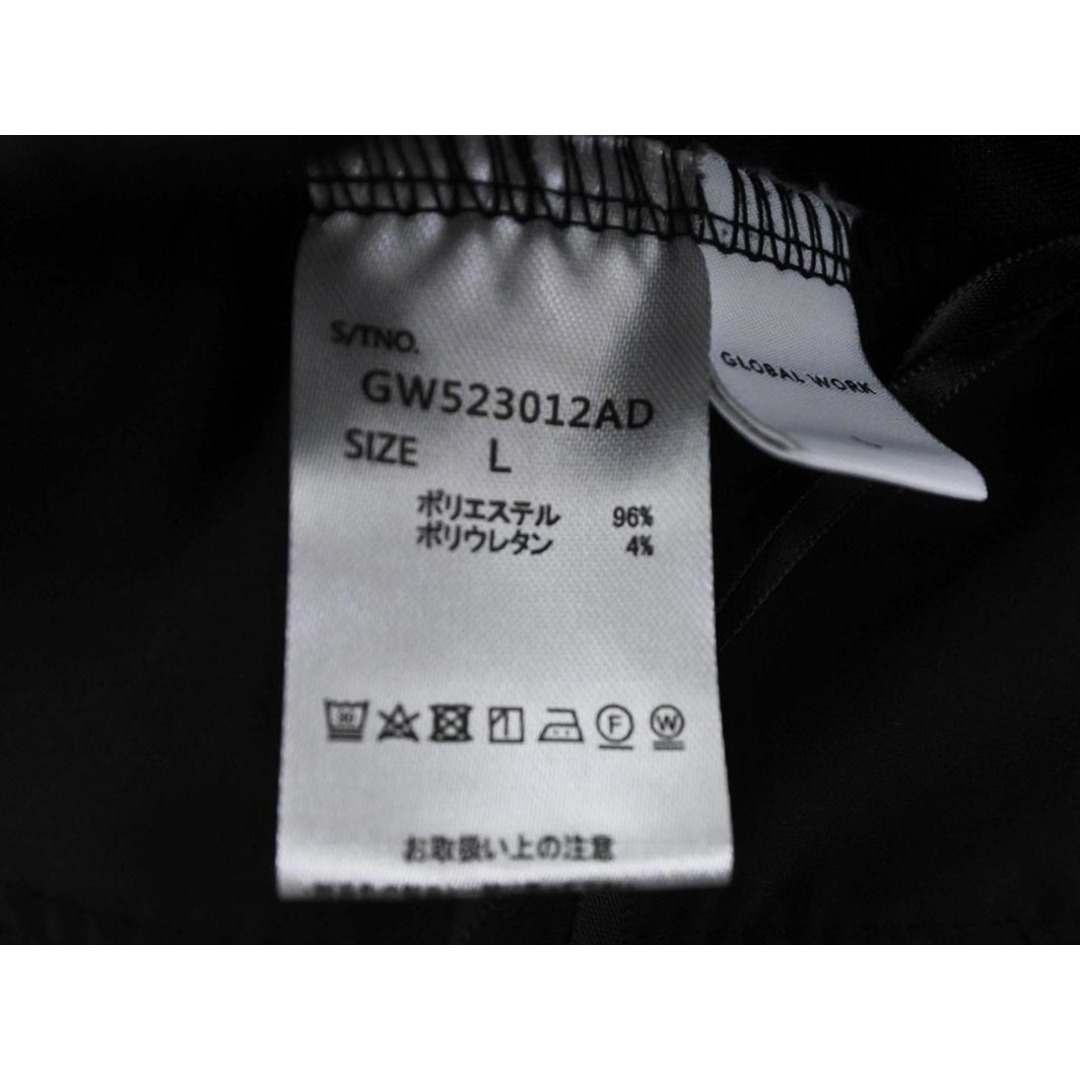 S/TNO.
GW523012AD
SIZE L
ポリエステル 96%
ポリウレタン 4%
F W
お取扱い上の注意
GLOBAL WORK